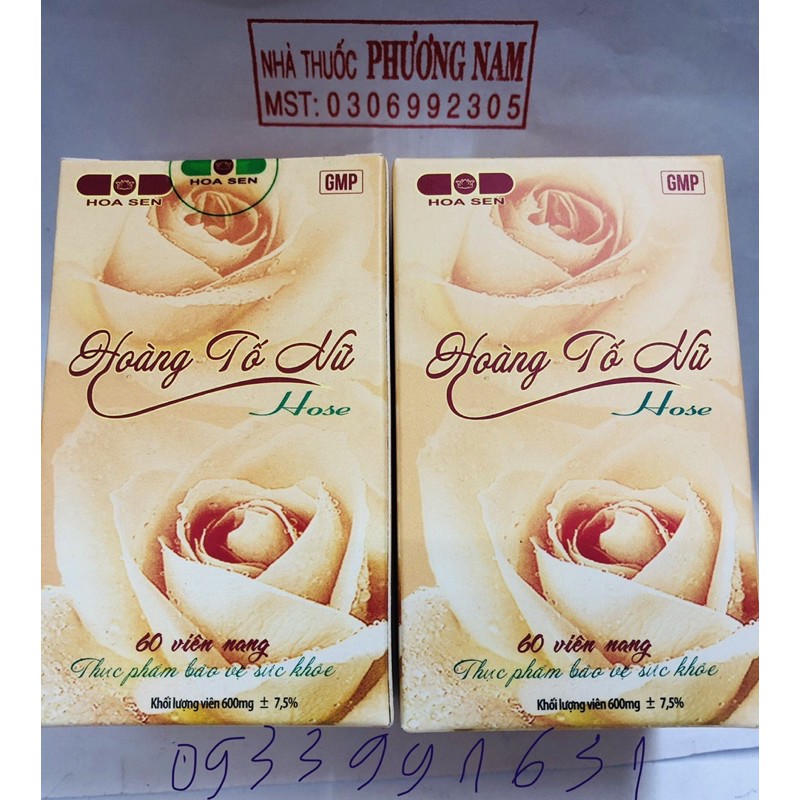 NHÀ THUỐC PHƯƠNG NAM
MST: 0306992305
HOA SEN
HOA SEN
GMP
Hoàng Tố Nữ
Hose
60 viên nang
Thực phẩm bảo vệ sức khỏe
Khối lượng viên 600mg ± 7,5%
HOA SEN
GMP
Hoàng Tố Nữ
Hose
60 viên nang
Thực phẩm bảo vệ sức khỏe
Khối lượng viên 600mg ± 7,5%
0933991631